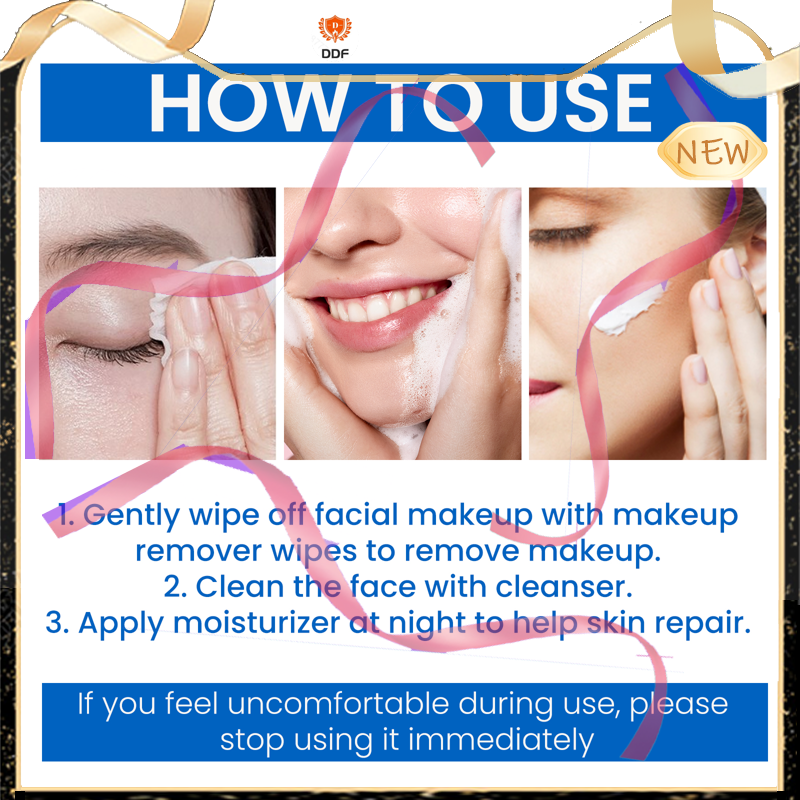 DDF
HOW TO USE
NEW
1. Gently wipe off facial makeup with makeup
remover wipes to remove makeup.
2. Clean the face with cleanser.
3. Apply moisturizer at night to help skin repair.
If you feel uncomfortable during use, please
stop using it immediately